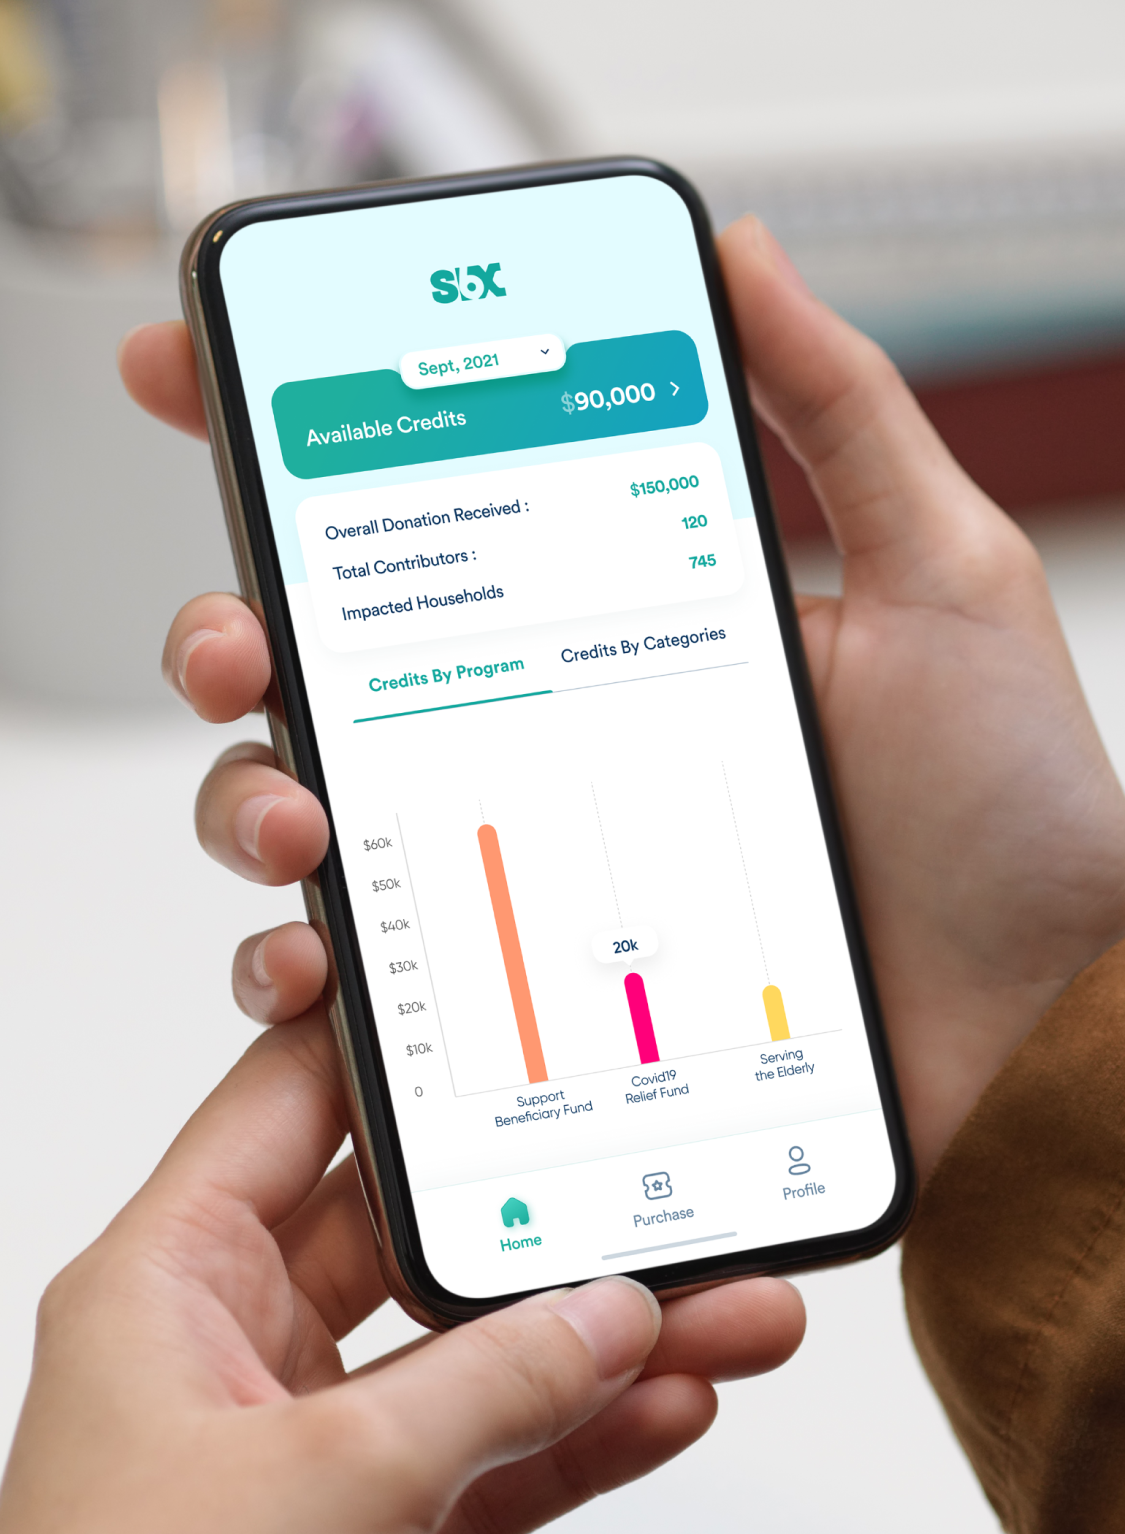 sbx
Sept, 2021
Available Credits $90,000
Overall Donation Received : $150,000
Total Contributors : 120
Impacted Households 745
Credits By Program Credits By Categories
$60k
$50k
$40k
$30k
$20k
$10k
0
20k
Support
Beneficiary Fund
Covid19
Relief Fund
Serving
the Elderly
Home Purchase Profile